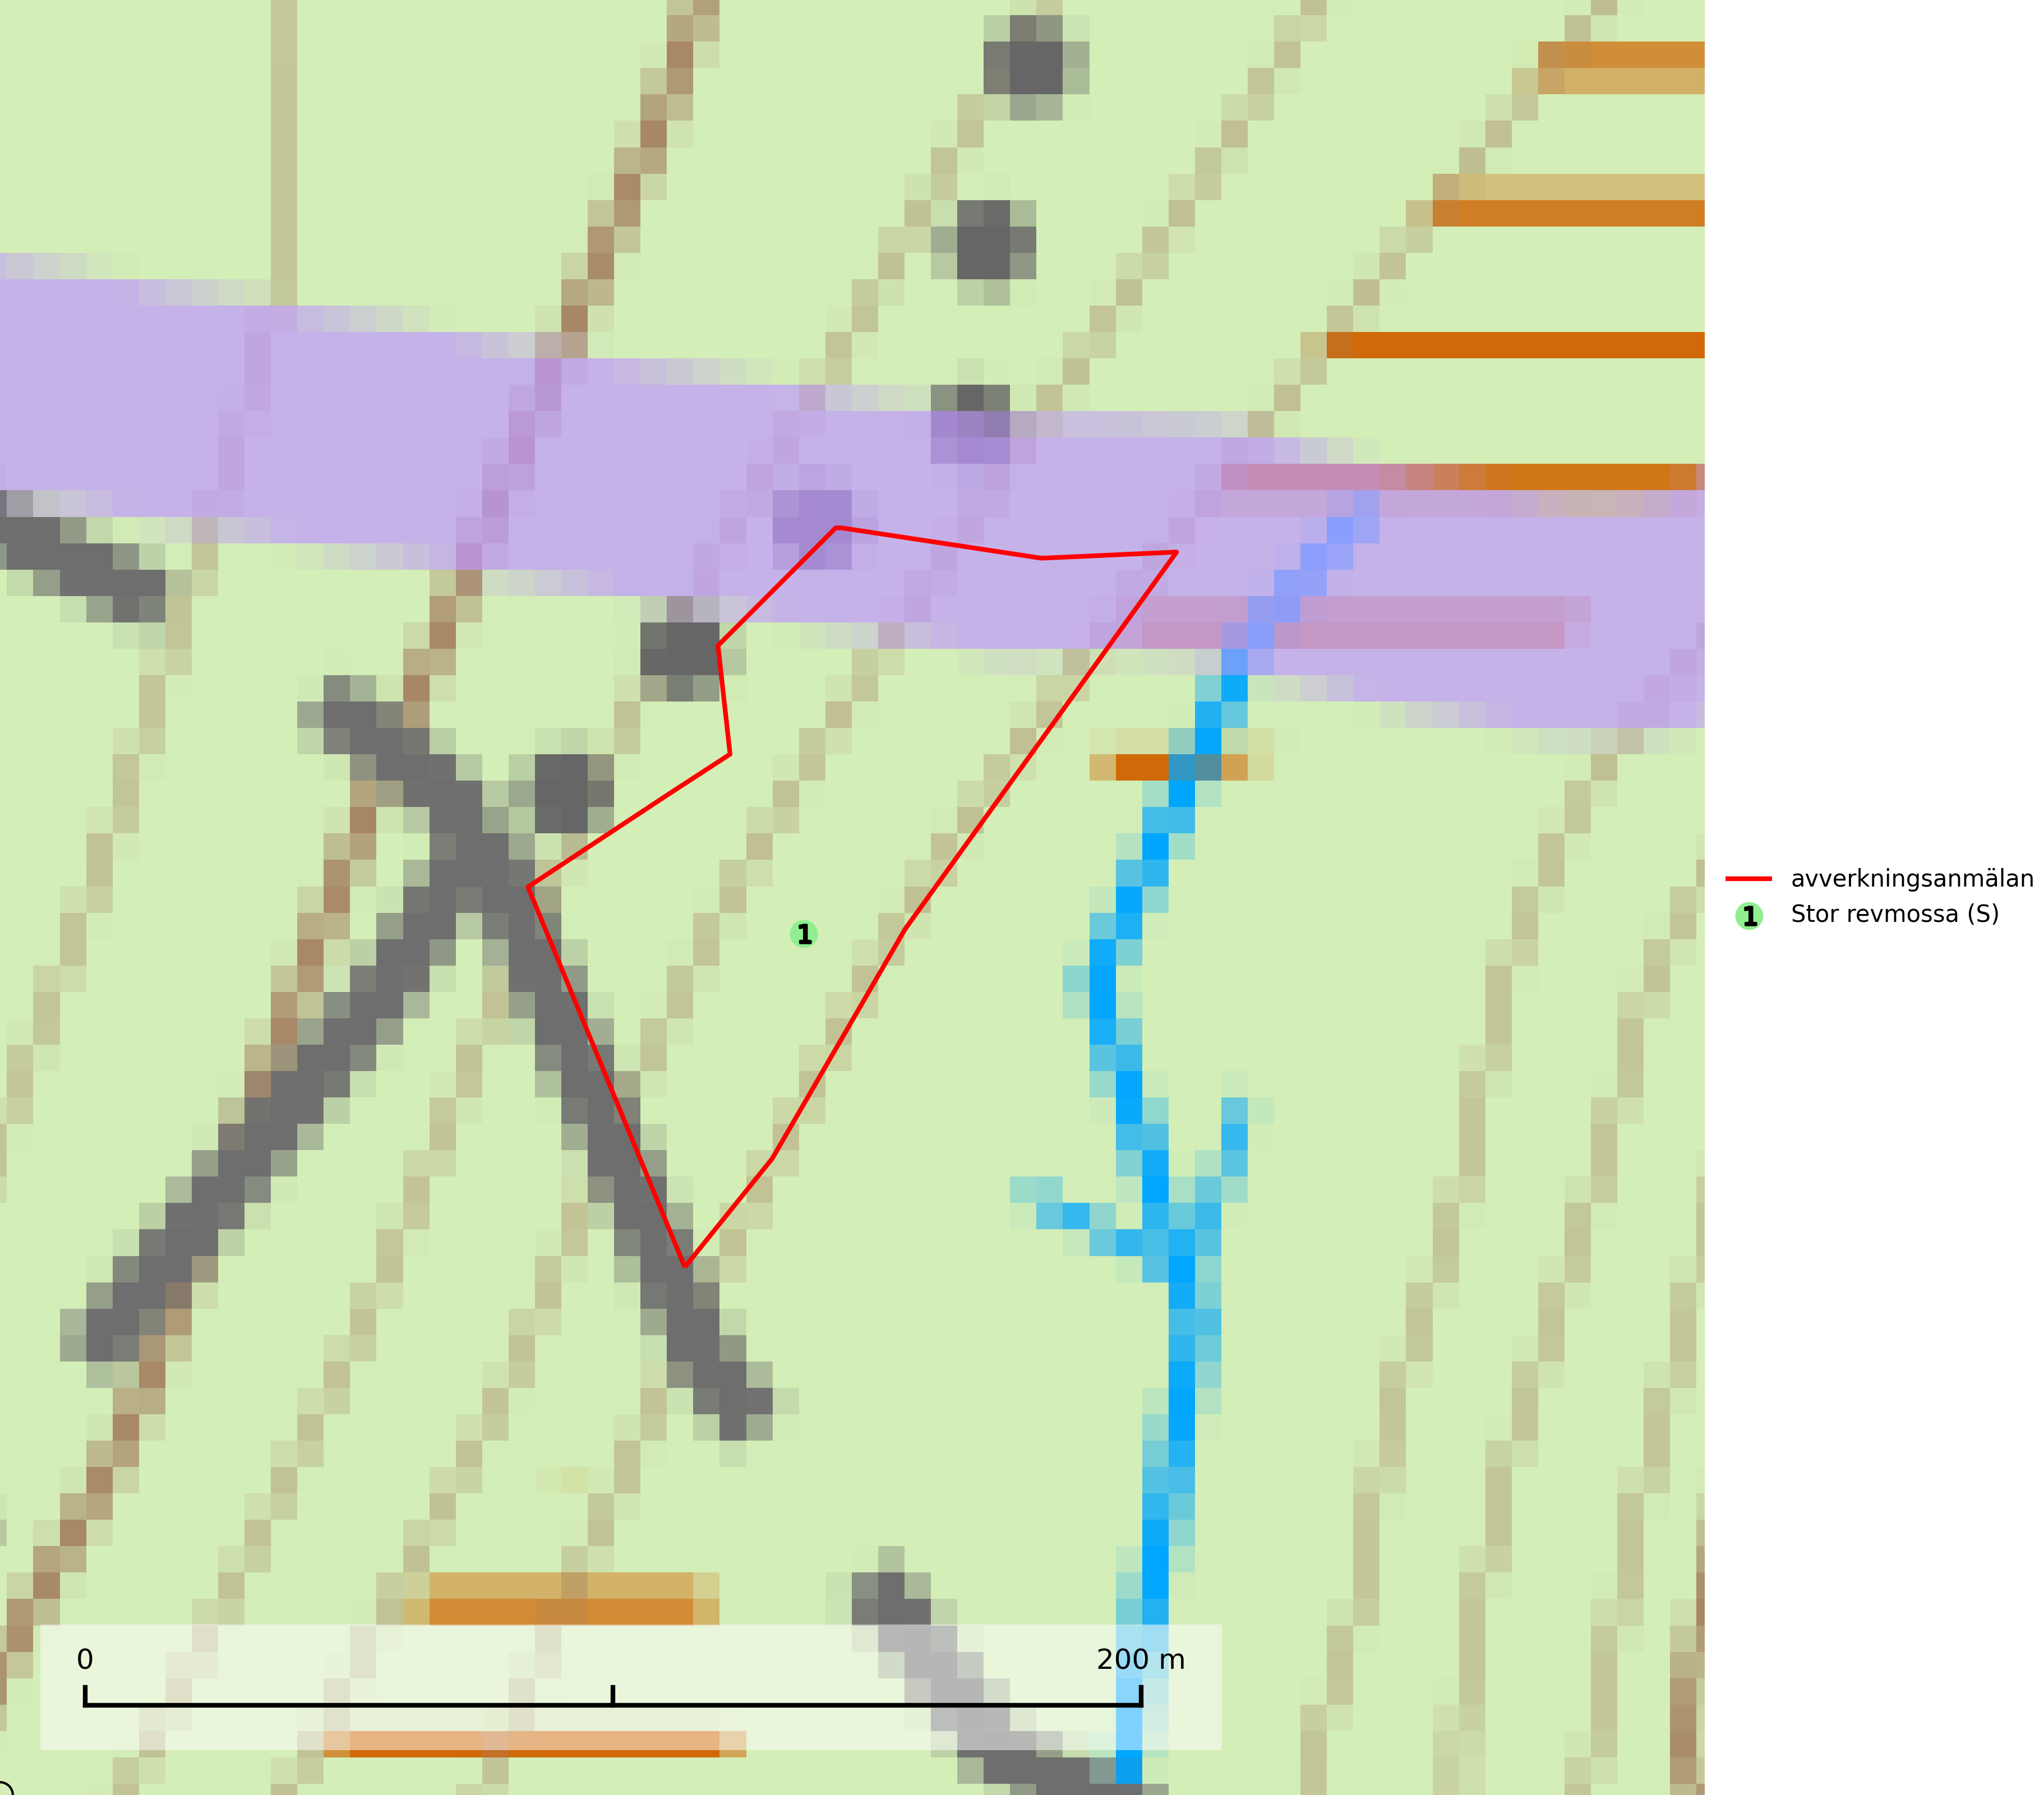 avverkningsanmälan
1 Stor revmossa (S)
1
0 200 m